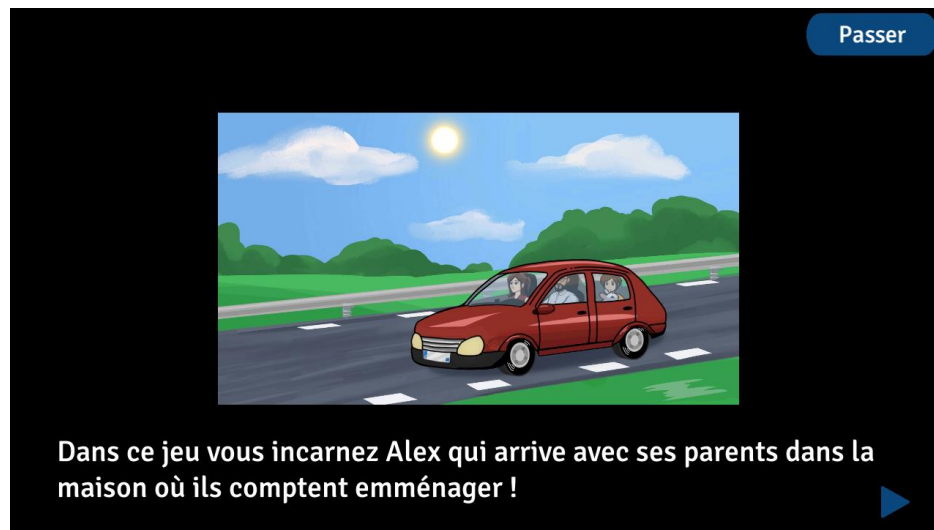 Passer
Dans ce jeu vous incarnez Alex qui arrive avec ses parents dans la
maison où ils comptent emménager !